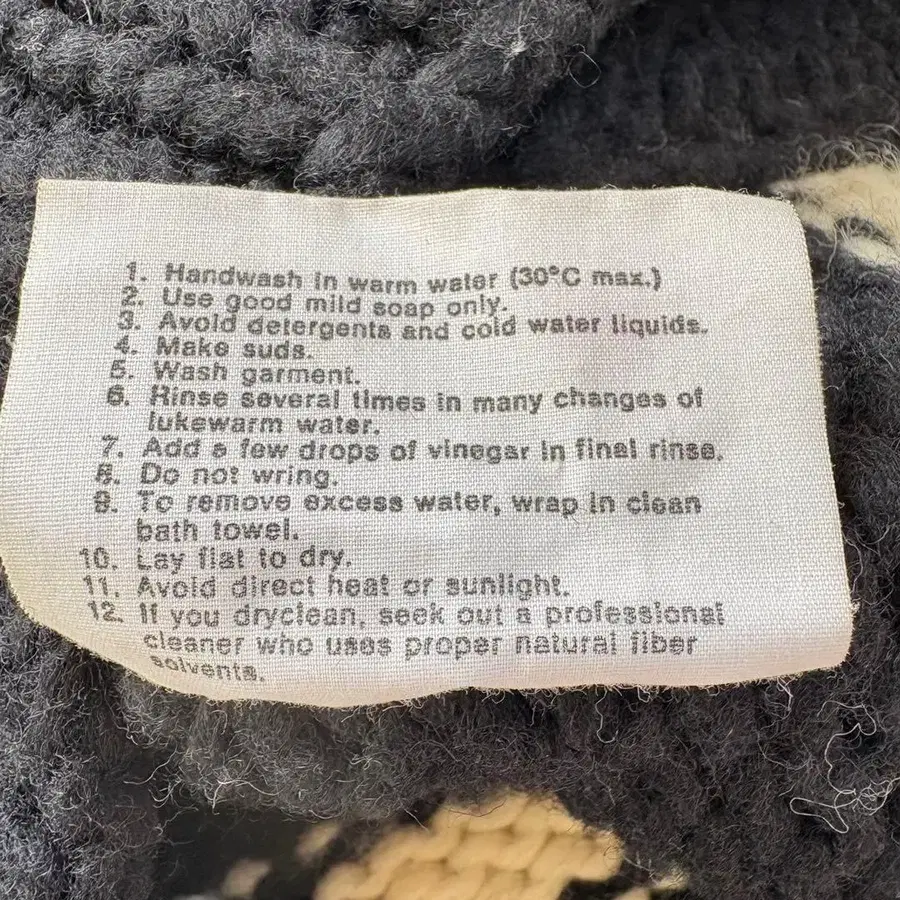 1. Handwash in warm water (30°C max.)
2. Use good mild soap only.
3. Avoid detergents and cold water liquids.
4. Make suds.
5. Wash garment.
6. Rinse several times in many changes of
lukewarm water.
7. Add a few drops of vinegar in final rinse.
8. Do not wring.
9. To remove excess water, wrap in clean
bath towel.
10. Lay flat to dry.
11. Avoid direct heat or sunlight.
12. If you dryclean, seek out a professional
cleaner who uses proper natural fiber
solvents.